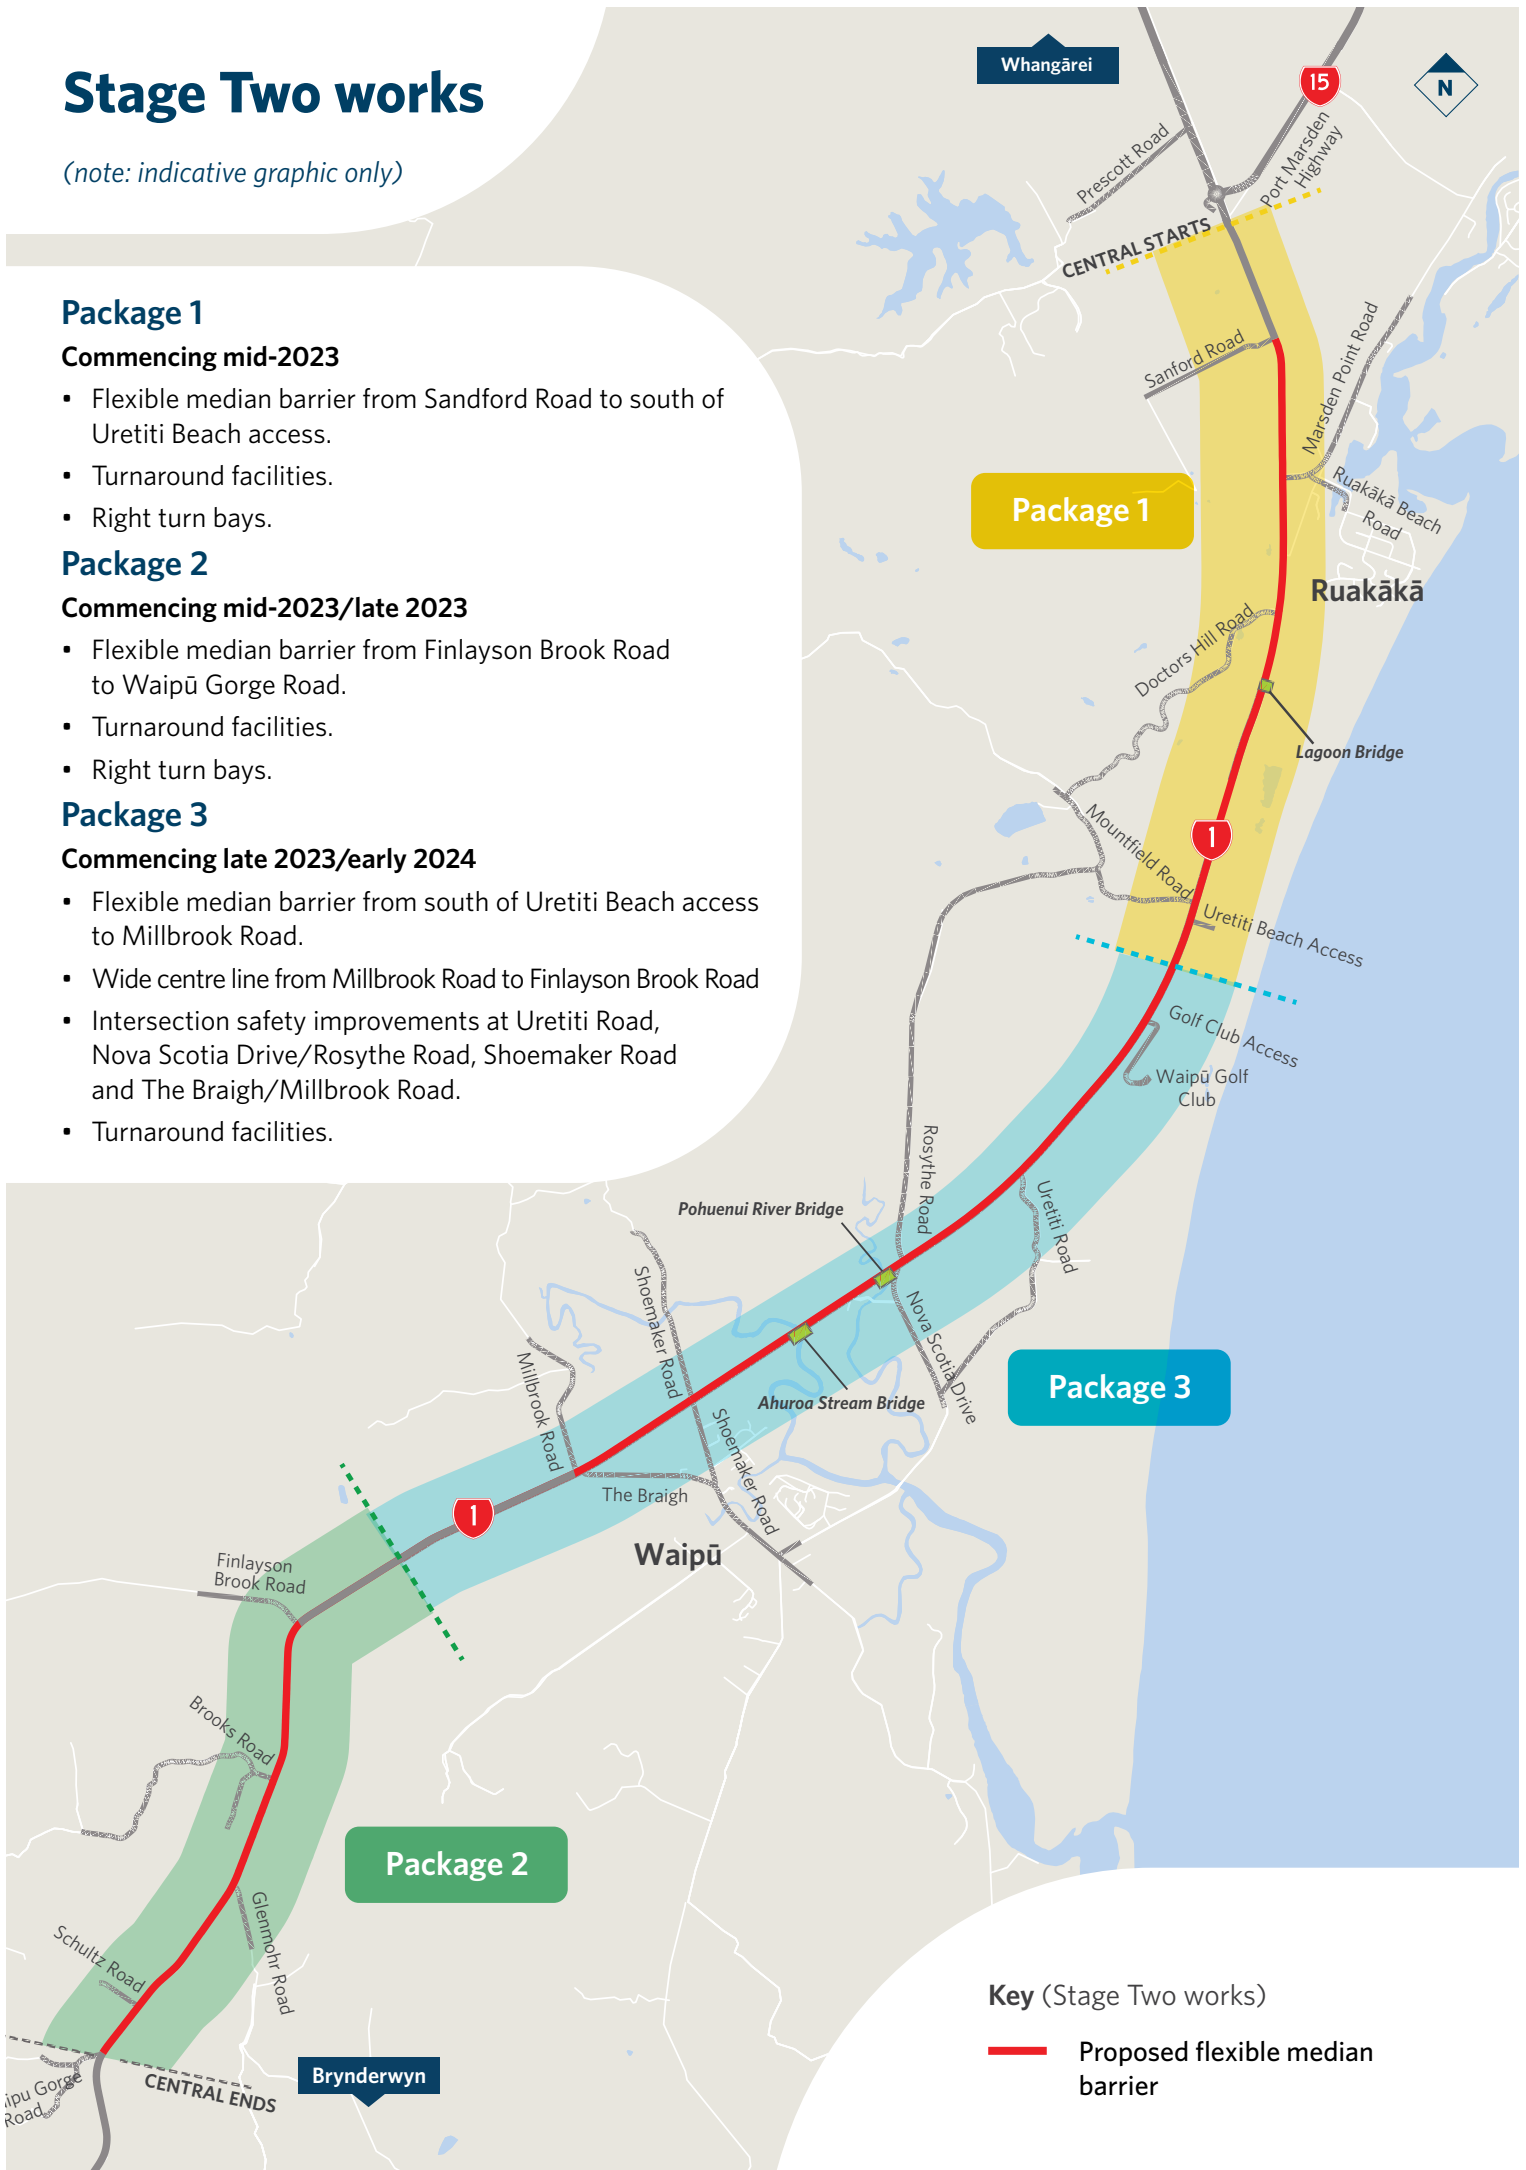 Stage Two works
(note: indicative graphic only)
Package 1
Commencing mid-2023
• Flexible median barrier from Sandford Road to south of
Uretiti Beach access.
• Turnaround facilities.
• Right turn bays.
Package 2
Commencing mid-2023/late 2023
• Flexible median barrier from Finlayson Brook Road
to Waipū Gorge Road.
• Turnaround facilities.
• Right turn bays.
Package 3
Commencing late 2023/early 2024
• Flexible median barrier from south of Uretiti Beach access
to Millbrook Road.
• Wide centre line from Millbrook Road to Finlayson Brook Road
• Intersection safety improvements at Uretiti Road,
Nova Scotia Drive/Rosythe Road, Shoemaker Road
and The Braigh/Millbrook Road.
• Turnaround facilities.
Whangārei
15
N
Prescott Road
Port Marsden
Highway
CENTRAL STARTS
Sanford Road
Marsden Point Road
Package 1
Ruakākā Beach
Road
Ruakākā
Doctors Hill Road
Lagoon Bridge
1
Mountfield Road
Uretiti Beach Access
Golf Club Access
Waipū Golf
Club
Rosythe Road
Uretiti Road
Pohuenui River Bridge
Shoemaker Road
Nova Scotia Drive
Millbrook Road
Package 3
Ahuroa Stream Bridge
Shoemaker Road
The Braigh
1
Waipū
Finlayson
Brook Road
Brooks Road
Package 2
Glenmohr Road
Schultz Road
ipu Gorge
Road
CENTRAL ENDS
Brynderwyn
Key (Stage Two works)
Proposed flexible median
barrier